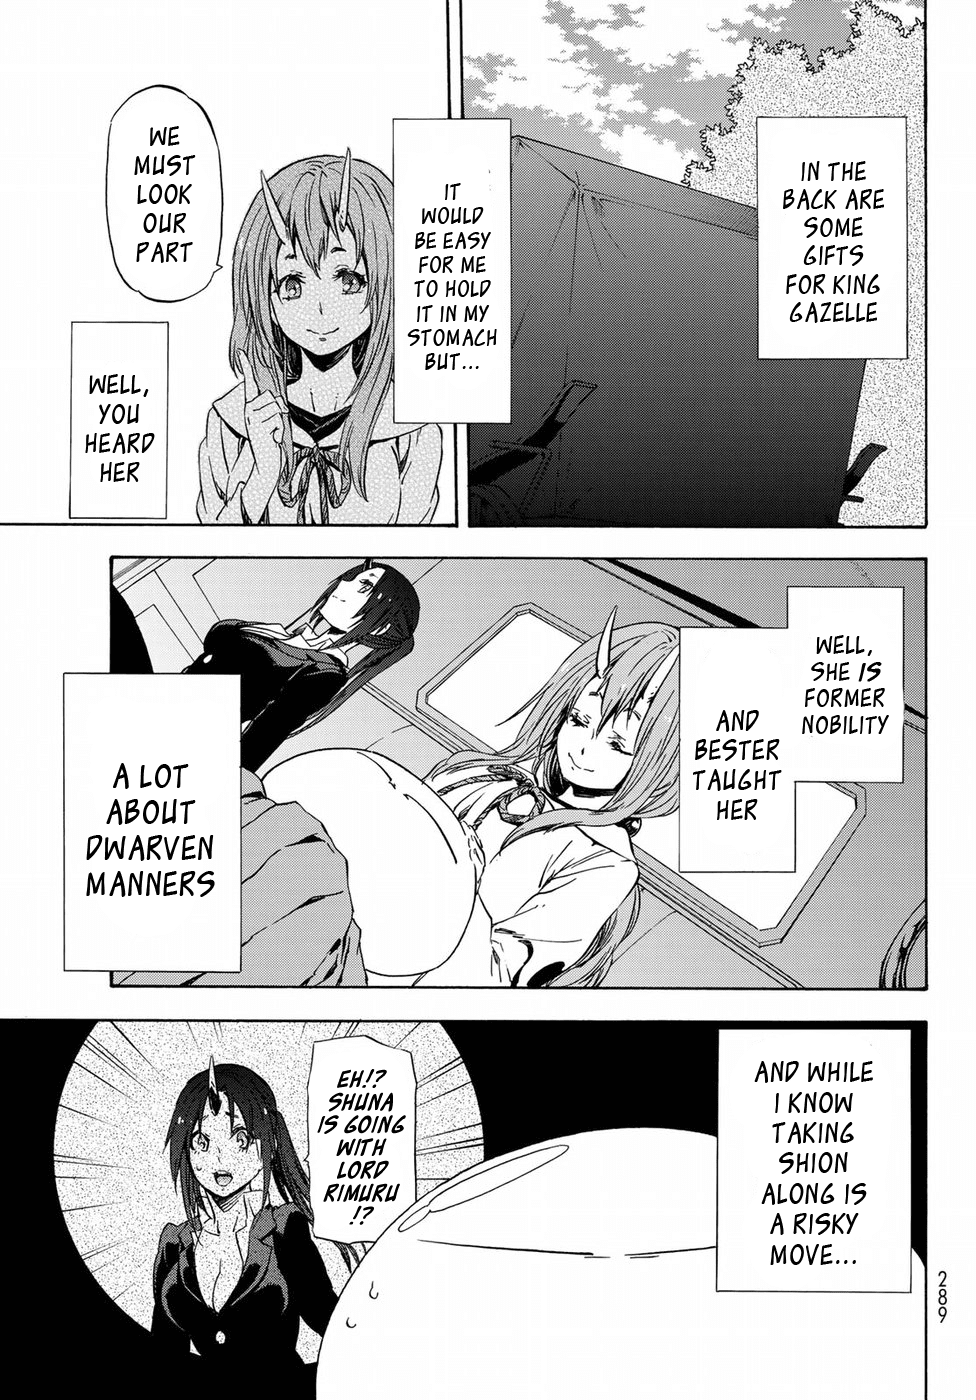 IN THE
BACK ARE
SOME
GIFTS
FOR KING
GAZELLE
IT
WOULD
BE EASY
FOR ME
TO HOLD
IT IN MY
STOMACH
BUT...
WE
MUST
LOOK
OUR
PART
WELL,
YOU
HEARD
HER
WELL,
SHE IS
FORMER
NOBILITY
AND
BESTER
TAUGHT
HER
A LOT
ABOUT
DWARVEN
MANNERS
AND WHILE
I KNOW
TAKING
SHION
ALONG IS
A RISKY
MOVE...
EH!?
SHUNA
IS GOING
WITH
LORD
RIMURU
!?
289